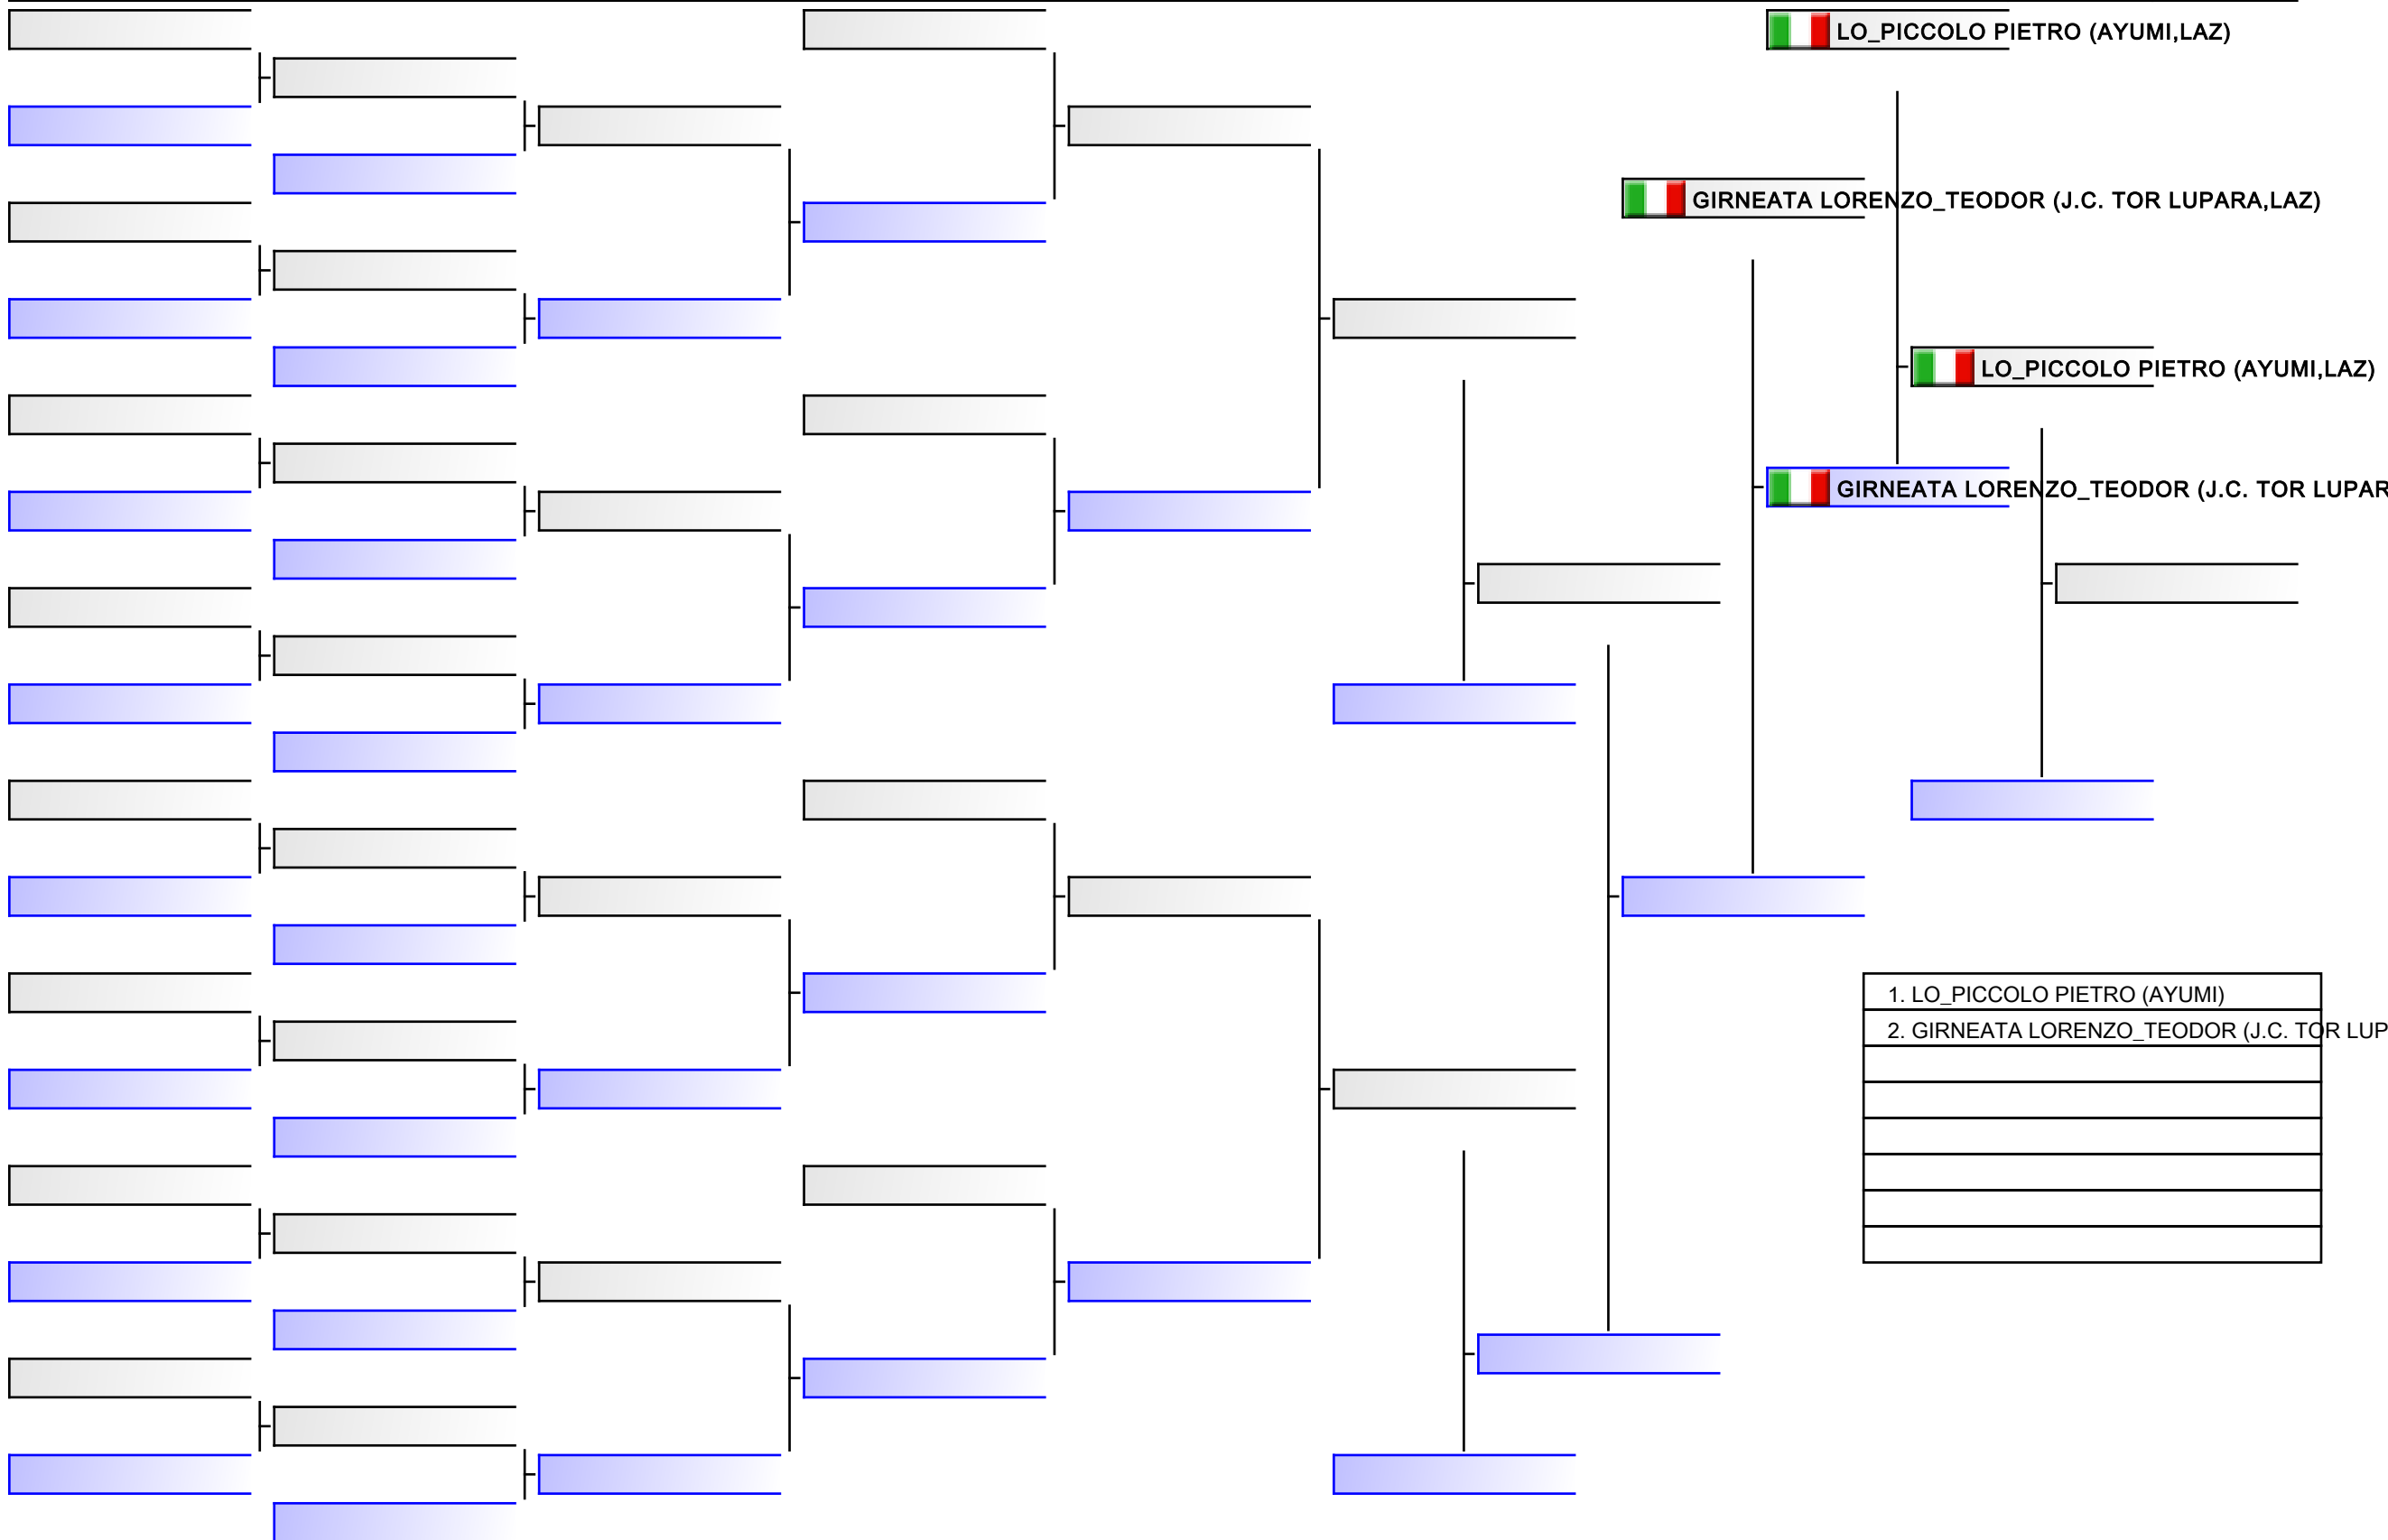 LO_PICCOLO PIETRO (AYUMI,LAZ)
GIRNEATA LORENZO_TEODOR (J.C. TOR LUPARA,LAZ)
LO_PICCOLO PIETRO (AYUMI,LAZ)
GIRNEATA LORENZO_TEODOR (J.C. TOR LUPAR
1. LO_PICCOLO PIETRO (AYUMI)
2. GIRNEATA LORENZO_TEODOR (J.C. TOR LUP